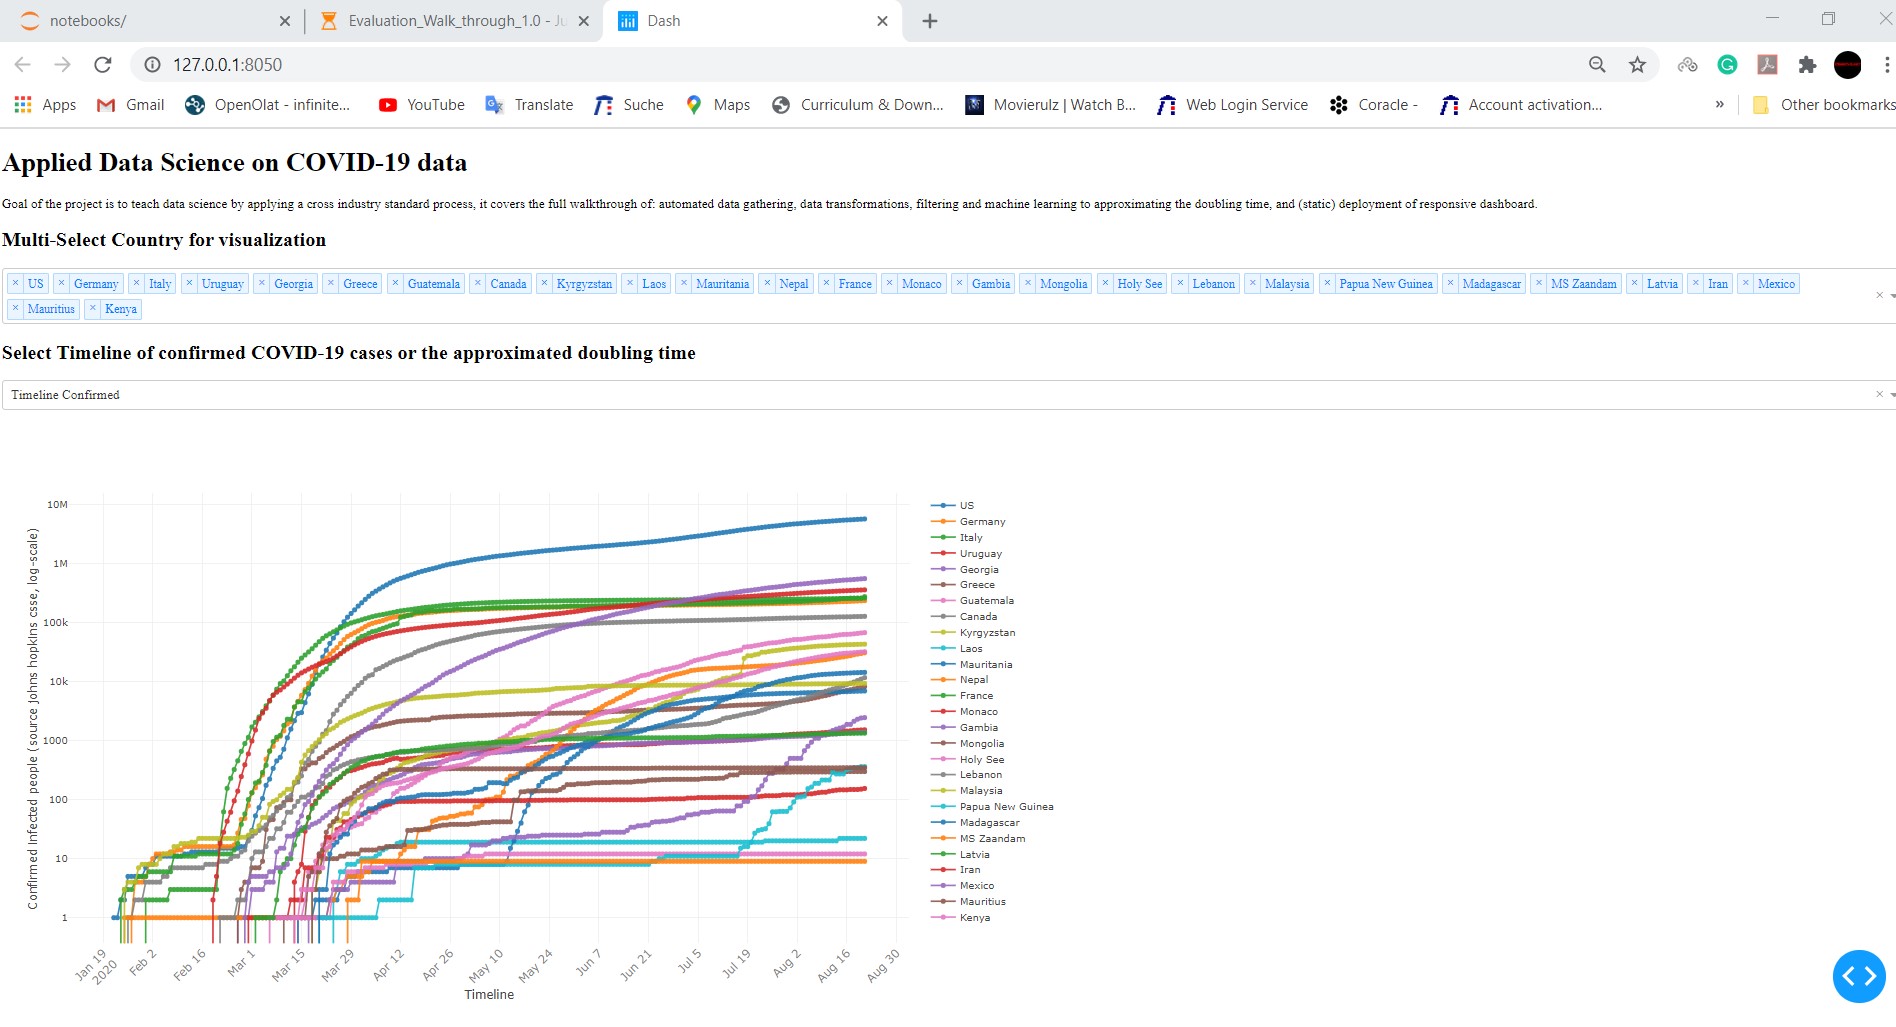 notebooks/
Evaluation_Walk_through_1.0 - Ju
Dash
127.0.0.1:8050
Apps Gmail OpenOlat - infinite... YouTube Translate Suche Maps Curriculum & Down... Movierulz | Watch B... Web Login Service Coracle - Account activation... » Other bookmarks
Applied Data Science on COVID-19 data
Goal of the project is to teach data science by applying a cross industry standard process, it covers the full walkthrough of: automated data gathering, data transformations, filtering and machine learning to approximating the doubling time, and (static) deployment of responsive dashboard.
Multi-Select Country for visualization
× US × Germany × Italy × Uruguay × Georgia × Greece × Guatemala × Canada × Kyrgyzstan × Laos × Mauritania × Nepal × France × Monaco × Gambia × Mongolia × Holy See × Lebanon × Malaysia × Papua New Guinea × Madagascar × MS Zaandam × Latvia × Iran × Mexico
× Mauritius × Kenya
Select Timeline of confirmed COVID-19 cases or the approximated doubling time
Timeline Confirmed
Confirmed infected people (source johns hopkins csse, log-scale)
10M
1M
100k
10k
1000
100
10
1
Jan 19
2020
Feb 2
Feb 16
Mar 1
Mar 15
Mar 29
Apr 12
Apr 26
May 10
May 24
Jun 7
Jun 21
Jul 5
Jul 19
Aug 2
Aug 16
Aug 30
Timeline
US
Germany
Italy
Uruguay
Georgia
Greece
Guatemala
Canada
Kyrgyzstan
Laos
Mauritania
Nepal
France
Monaco
Gambia
Mongolia
Holy See
Lebanon
Malaysia
Papua New Guinea
Madagascar
MS Zaandam
Latvia
Iran
Mexico
Mauritius
Kenya